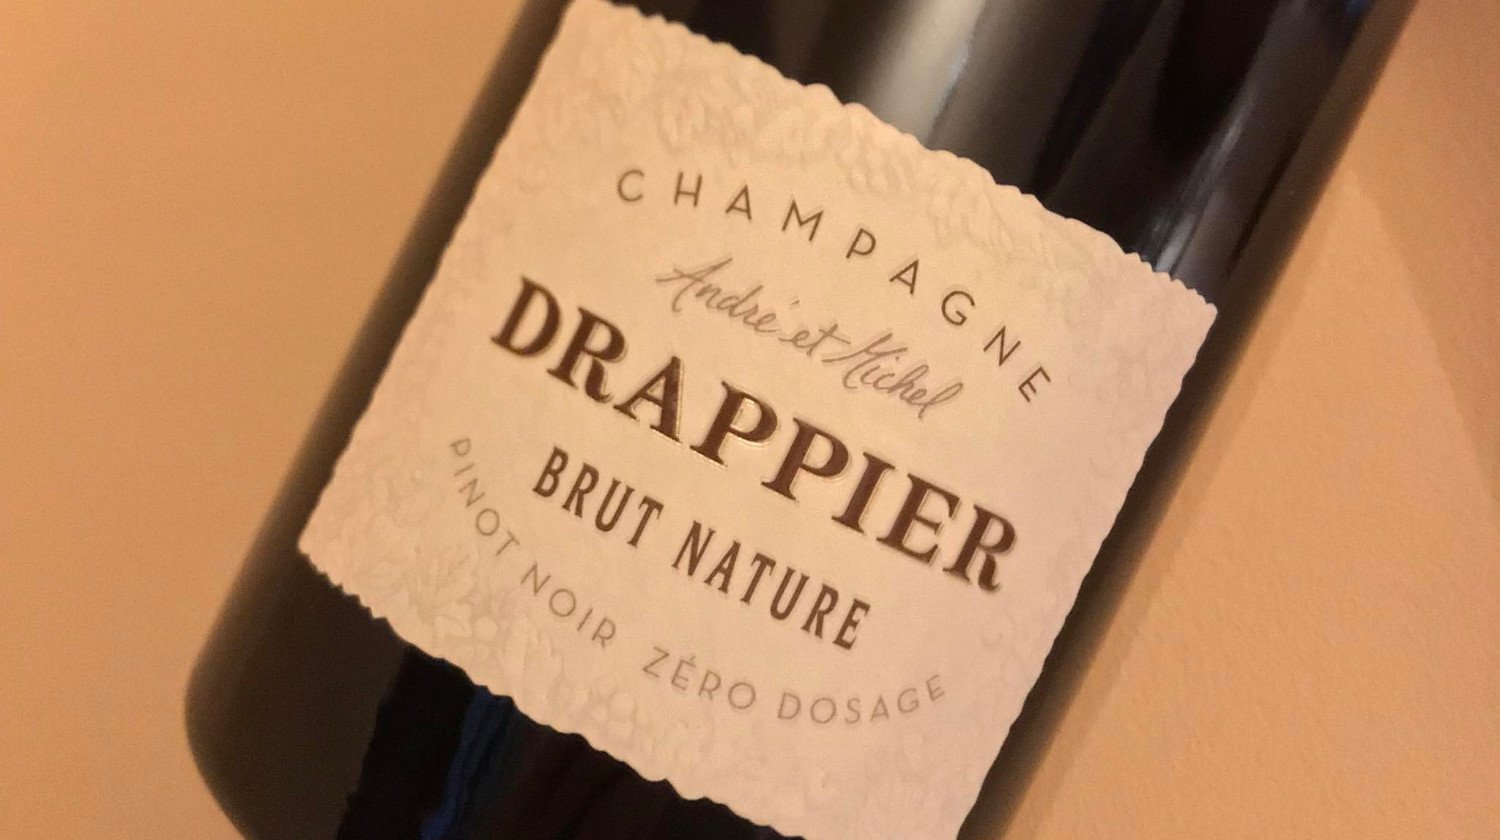 CHAMPAGNE
André et Michel
DRAPPIER
BRUT NATURE
PINOT NOIR ZÉRO DOSAGE